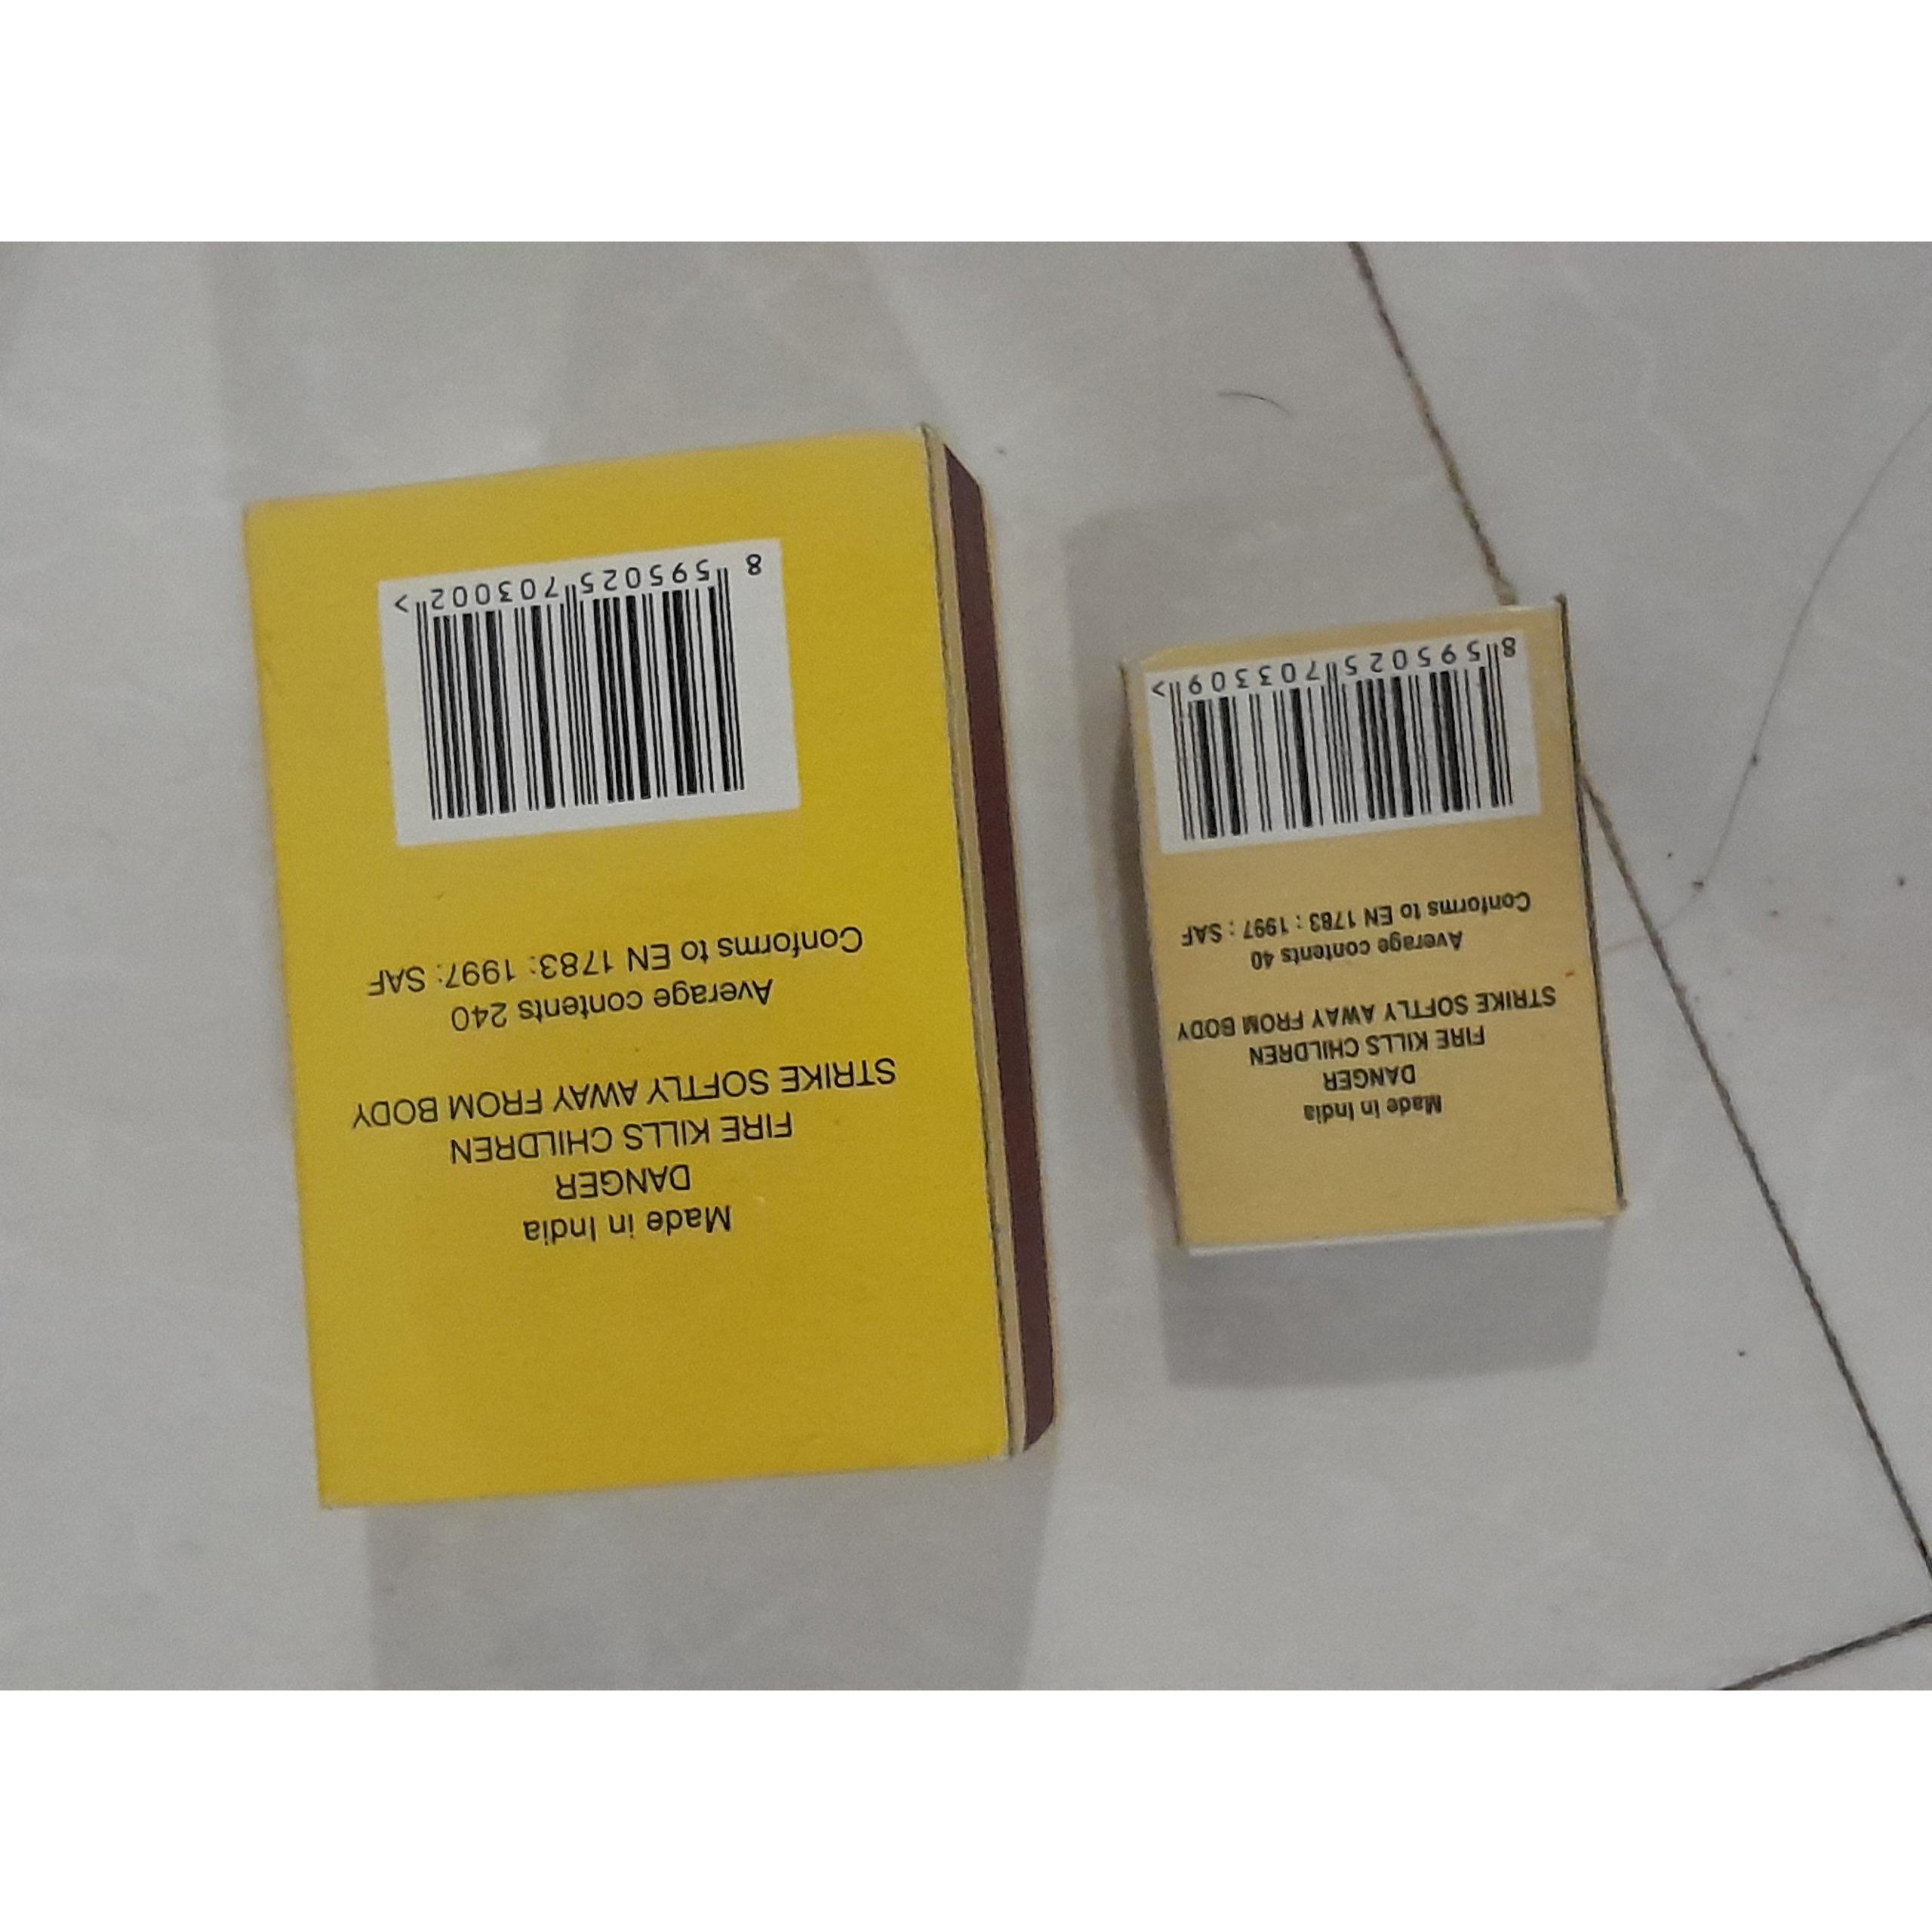 Made in India
DANGER
FIRE KILLS CHILDREN
STRIKE SOFTLY AWAY FROM BODY
Average contents 240
Conforms to EN 1783: 1997: SAF
8 595025 703002 >
Made in India
DANGER
FIRE KILLS CHILDREN
STRIKE SOFTLY AWAY FROM BODY
Average contents 40
Conforms to EN 1783 : 1997 : SAF
8 595025 703309 >